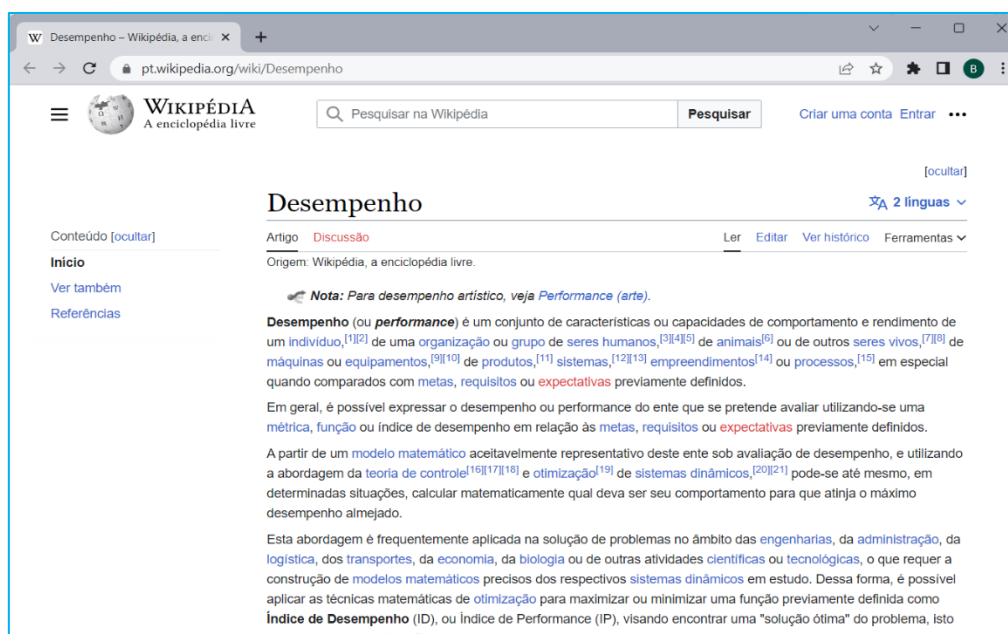 Desempenho – Wikipédia, a enci
pt.wikipedia.org/wiki/Desempenho
B
WIKIPÉDIA
A enciclopédia livre
Pesquisar na Wikipédia
Pesquisar
Criar uma conta Entrar
[ocultar]
Desempenho
2 línguas
Conteúdo [ocultar]
Início
Ver também
Referências
Artigo Discussão
Ler Editar Ver histórico Ferramentas
Origem: Wikipédia, a enciclopédia livre.
Nota: Para desempenho artístico, veja Performance (arte).
Desempenho (ou performance) é um conjunto de características ou capacidades de comportamento e rendimento de
um indivíduo,[1][2] de uma organização ou grupo de seres humanos,[3][4][5] de animais[6] ou de outros seres vivos,[7][8] de
máquinas ou equipamentos,[9][10] de produtos,[11] sistemas,[12][13] empreendimentos[14] ou processos,[15] em especial
quando comparados com metas, requisitos ou expectativas previamente definidos.
Em geral, é possível expressar o desempenho ou performance do ente que se pretende avaliar utilizando-se uma
métrica, função ou índice de desempenho em relação às metas, requisitos ou expectativas previamente definidos.
A partir de um modelo matemático aceitavelmente representativo deste ente sob avaliação de desempenho, e utilizando
a abordagem da teoria de controle[16][17][18] e otimização[19] de sistemas dinâmicos,[20][21] pode-se até mesmo, em
determinadas situações, calcular matematicamente qual deva ser seu comportamento para que atinja o máximo
desempenho almejado.
Esta abordagem é frequentemente aplicada na solução de problemas no âmbito das engenharias, da administração, da
logística, dos transportes, da economia, da biologia ou de outras atividades científicas ou tecnológicas, o que requer a
construção de modelos matemáticos precisos dos respectivos sistemas dinâmicos em estudo. Dessa forma, é possível
aplicar as técnicas matemáticas de otimização para maximizar ou minimizar uma função previamente definida como
Índice de Desempenho (ID), ou Índice de Performance (IP), visando encontrar uma "solução ótima" do problema, isto